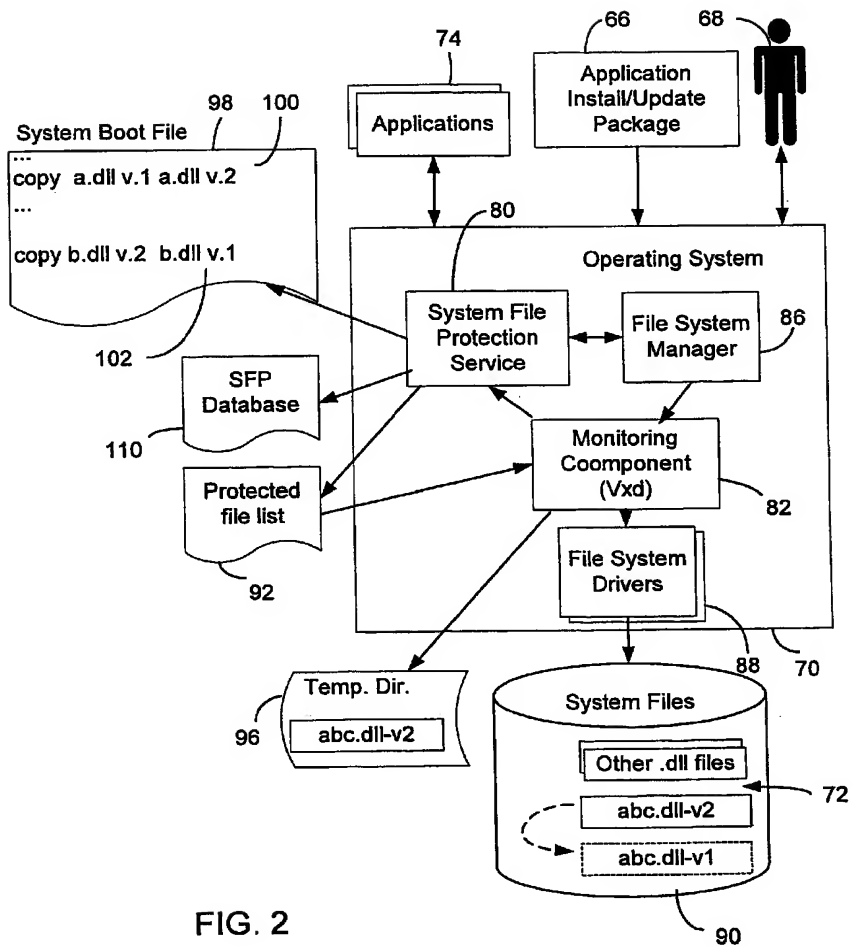 74
66
68
Applications
Application
Install/Update
Package
98
100
System Boot File
...
copy a.dll v.1 a.dll v.2
...
copy b.dll v.2 b.dll v.1
102
80
Operating System
System File
Protection
Service
File System
Manager
86
SFP
Database
110
Monitoring
Coomponent
(Vxd)
82
Protected
file list
92
File System
Drivers
88
70
Temp. Dir.
abc.dll-v2
96
System Files
Other .dll files
72
abc.dll-v2
abc.dll-v1
90
FIG. 2